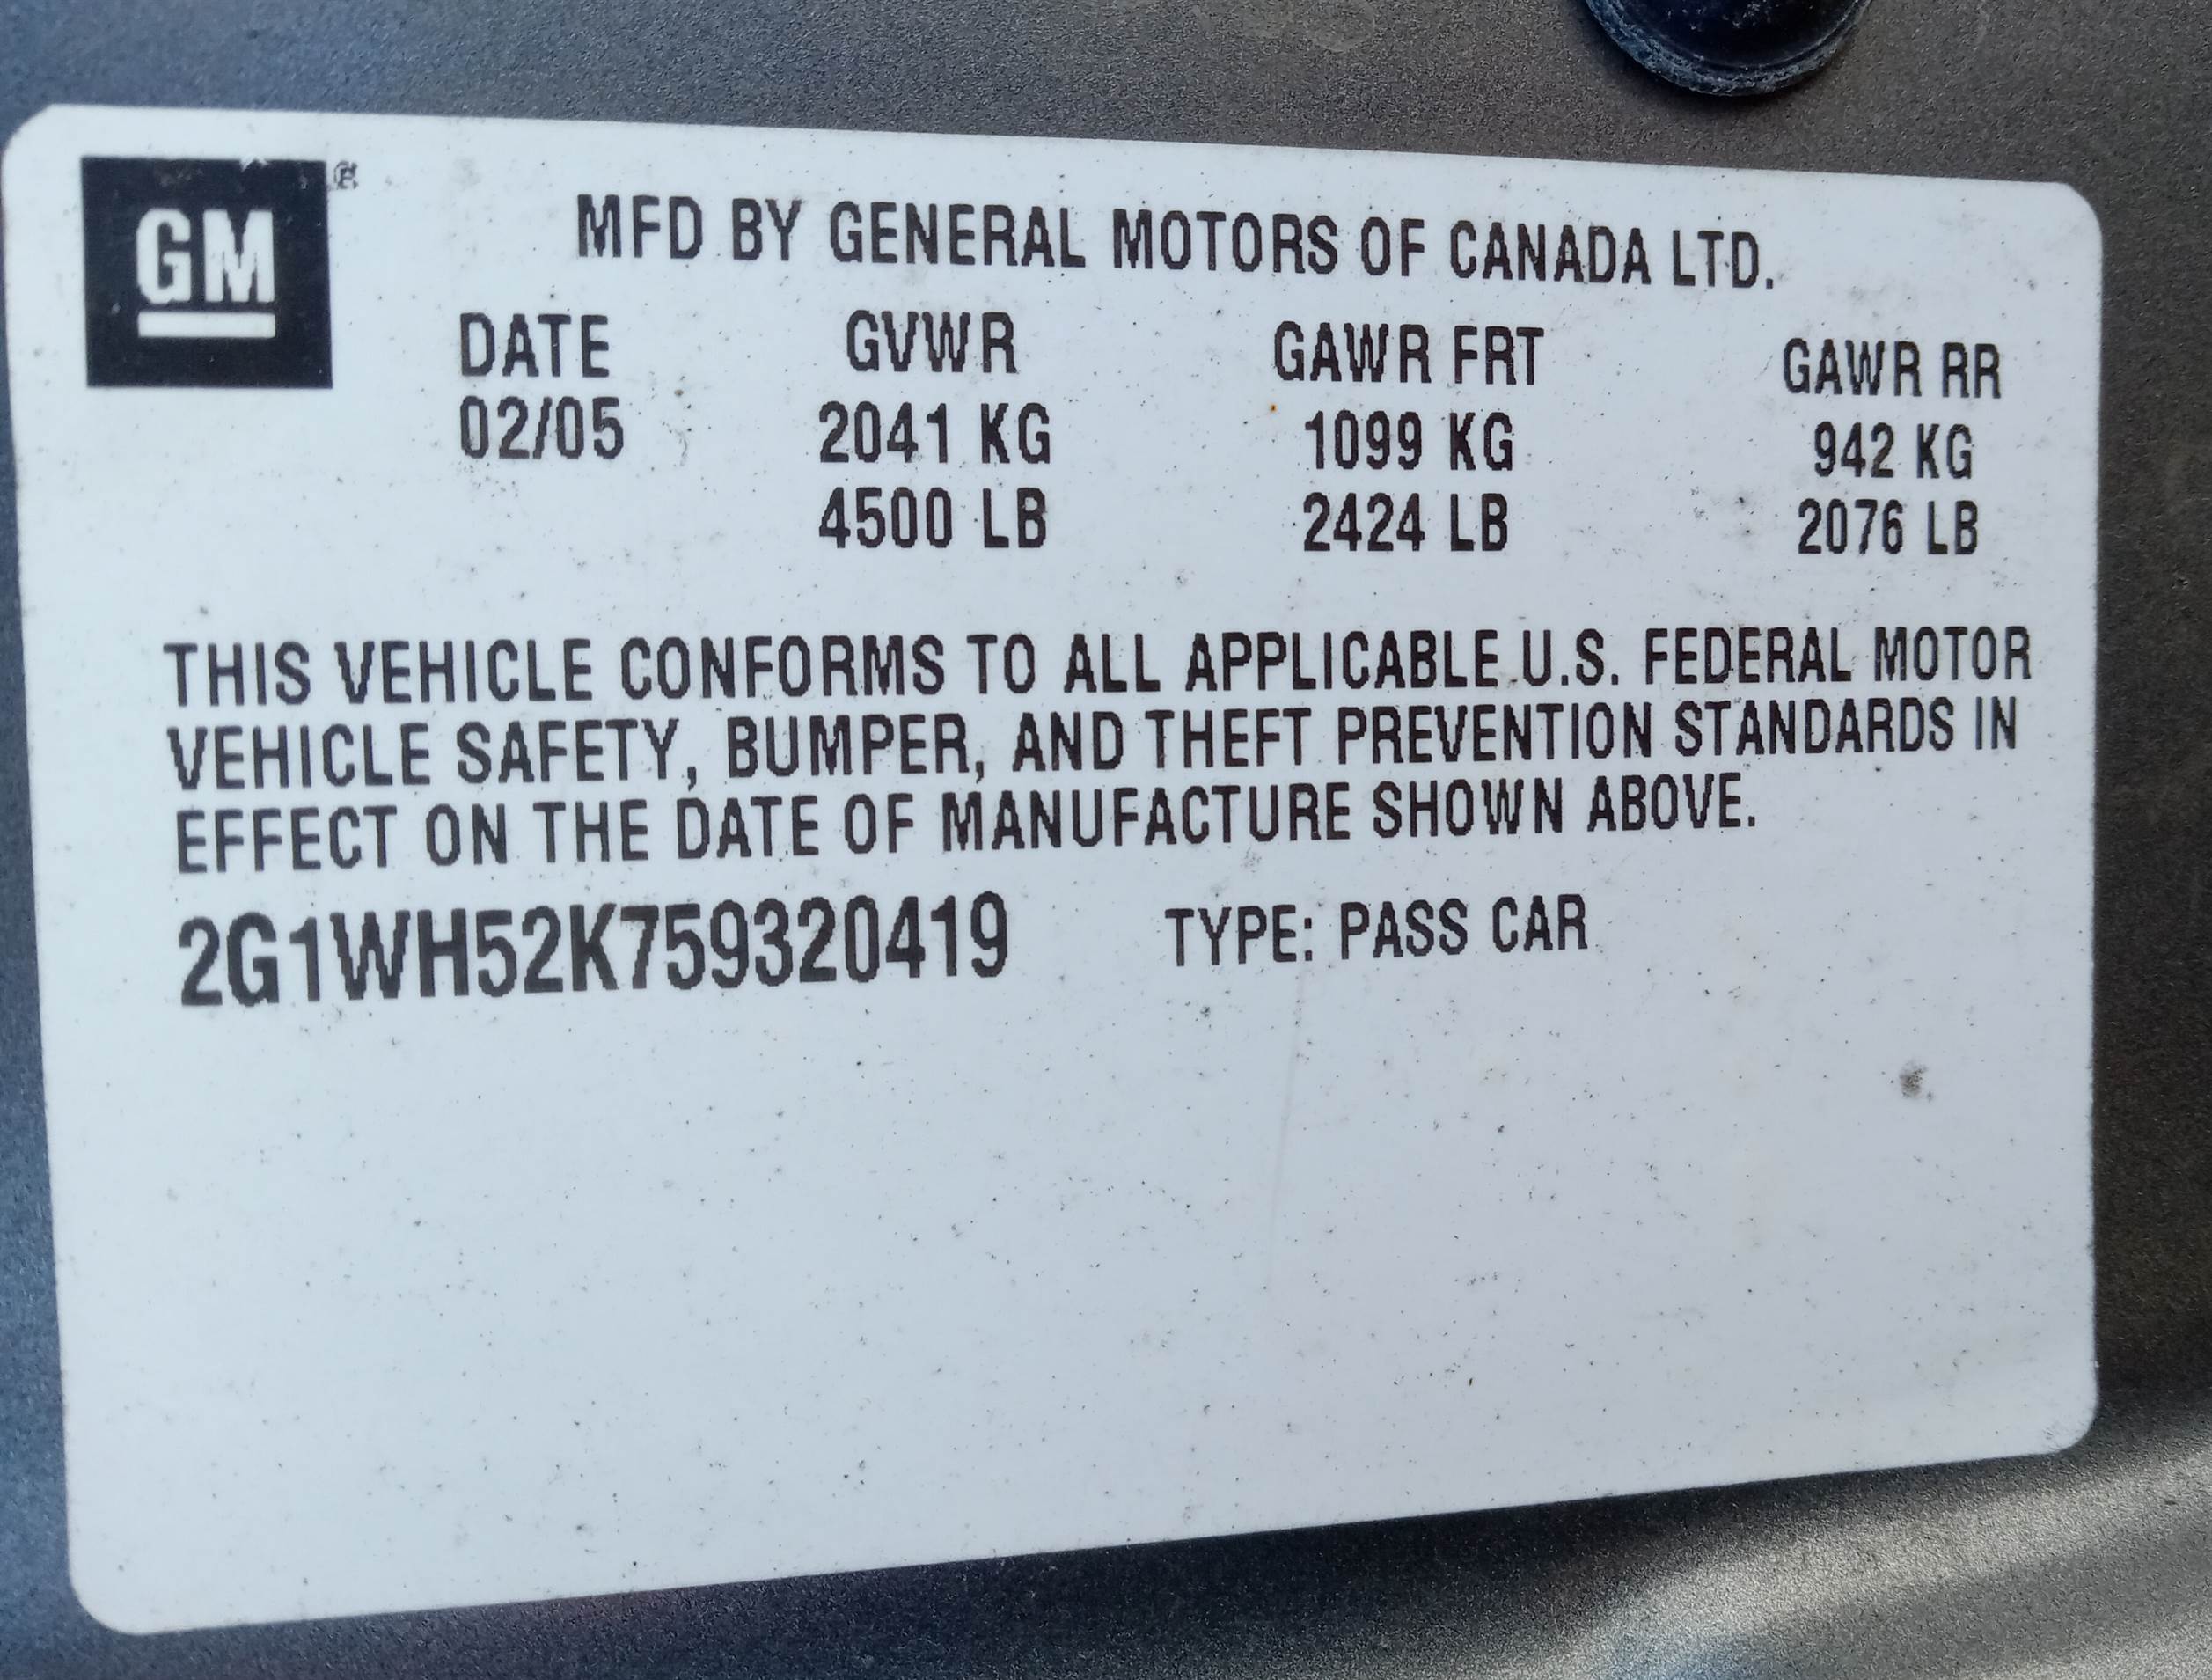 GM ®
MFD BY GENERAL MOTORS OF CANADA LTD.
DATE GVWR GAWR FRT GAWR RR
02/05 2041 KG 1099 KG 942 KG
4500 LB 2424 LB 2076 LB
THIS VEHICLE CONFORMS TO ALL APPLICABLE U.S. FEDERAL MOTOR
VEHICLE SAFETY, BUMPER, AND THEFT PREVENTION STANDARDS IN
EFFECT ON THE DATE OF MANUFACTURE SHOWN ABOVE.
2G1WH52K759320419 TYPE: PASS CAR